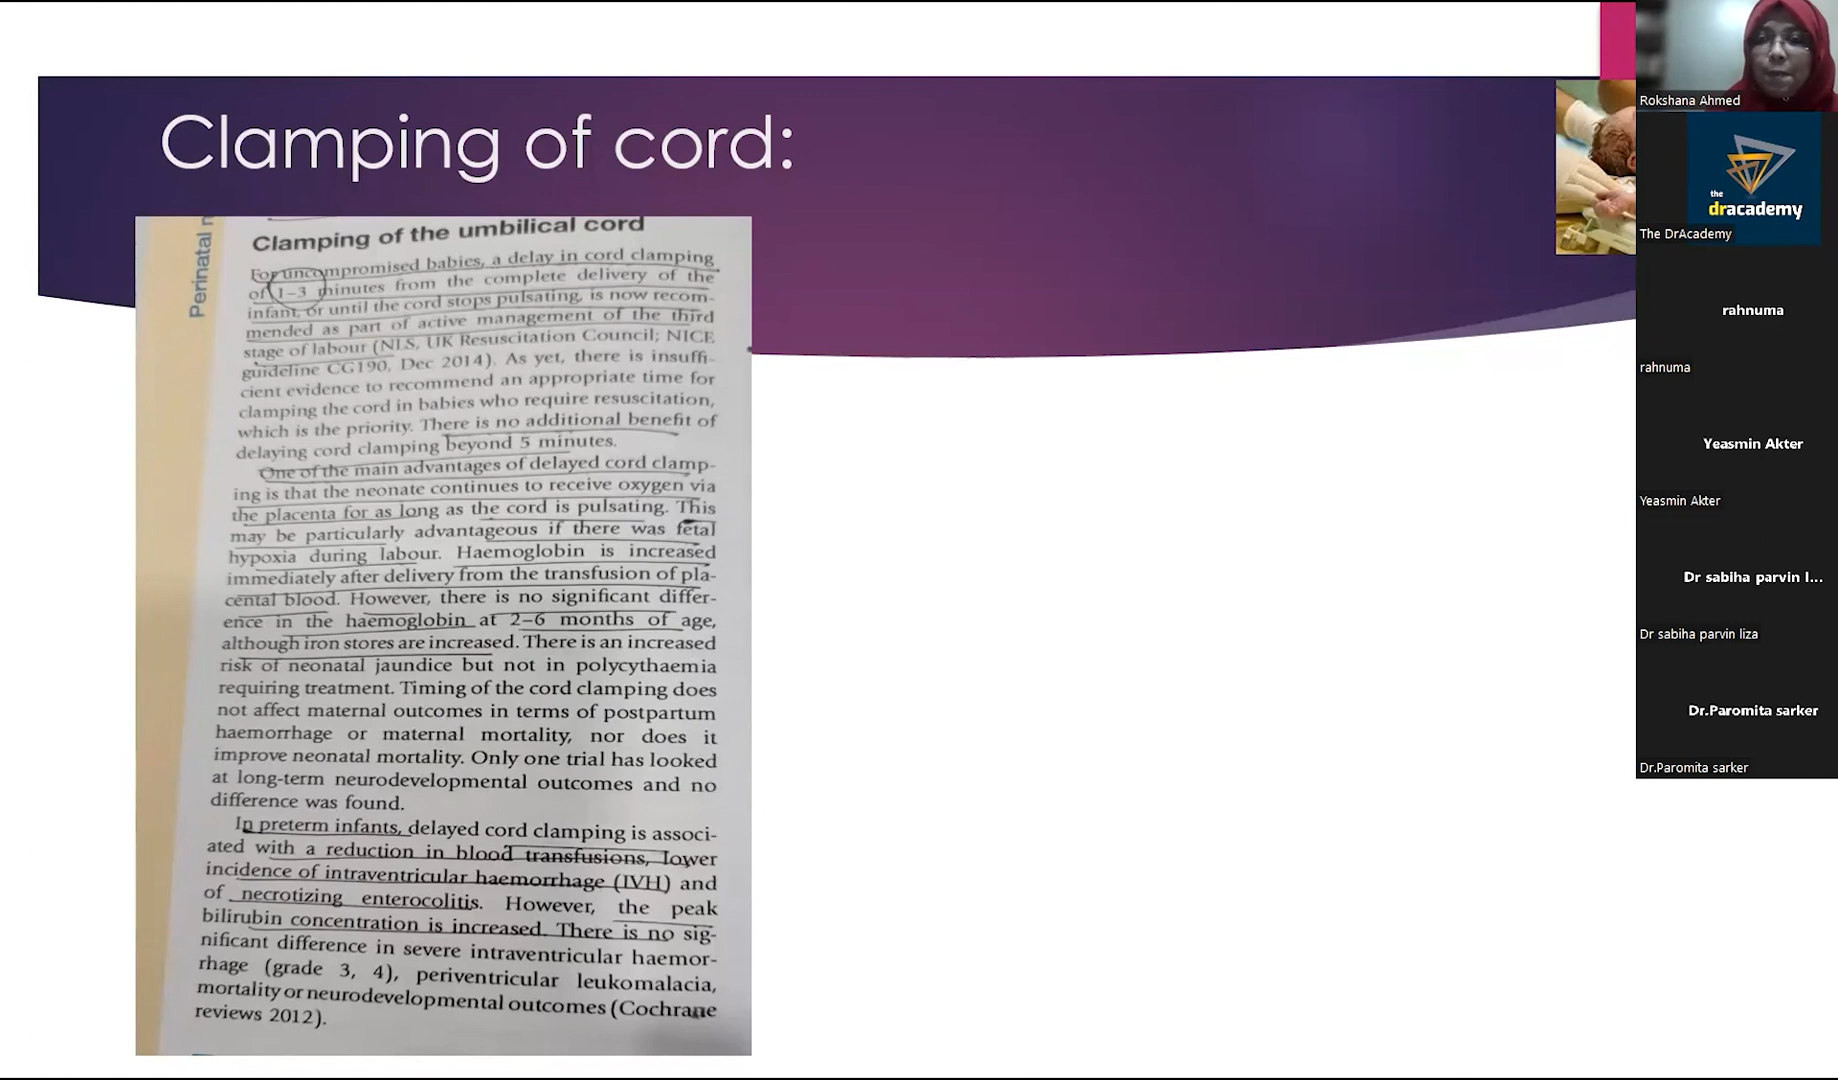 Clamping of cord:
Perinatal
Clamping of the umbilical cord
For uncompromised babies, a delay in cord clamping
of 1–3 minutes from the complete delivery of the
infant, or until the cord stops pulsating, is now recom-
mended as part of active management of the third
stage of labour (NLS, UK Resuscitation Council; NICE
guideline CG190, Dec 2014). As yet, there is insuffi-
cient evidence to recommend an appropriate time for
clamping the cord in babies who require resuscitation,
which is the priority. There is no additional benefit of
delaying cord clamping beyond 5 minutes.
One of the main advantages of delayed cord clamp-
ing is that the neonate continues to receive oxygen via
the placenta for as long as the cord is pulsating. This
may be particularly advantageous if there was fetal
hypoxia during labour. Haemoglobin is increased
immediately after delivery from the transfusion of pla-
cental blood. However, there is no significant differ-
ence in the haemoglobin at 2–6 months of age,
although iron stores are increased. There is an increased
risk of neonatal jaundice but not in polycythaemia
requiring treatment. Timing of the cord clamping does
not affect maternal outcomes in terms of postpartum
haemorrhage or maternal mortality, nor does it
improve neonatal mortality. Only one trial has looked
at long-term neurodevelopmental outcomes and no
difference was found.
In preterm infants, delayed cord clamping is associ-
ated with a reduction in blood transfusions, lower
incidence of intraventricular haemorrhage (IVH) and
of necrotizing enterocolitis. However, the peak
bilirubin concentration is increased. There is no sig-
nificant difference in severe intraventricular haemor-
rhage (grade 3, 4), periventricular leukomalacia,
mortality or neurodevelopmental outcomes (Cochrane
reviews 2012).
Rokshana Ahmed
the
dracademy
The DrAcademy
rahnuma
rahnuma
Yeasmin Akter
Yeasmin Akter
Dr sabiha parvin l...
Dr sabiha parvin liza
Dr.Paromita sarker
Dr.Paromita sarker